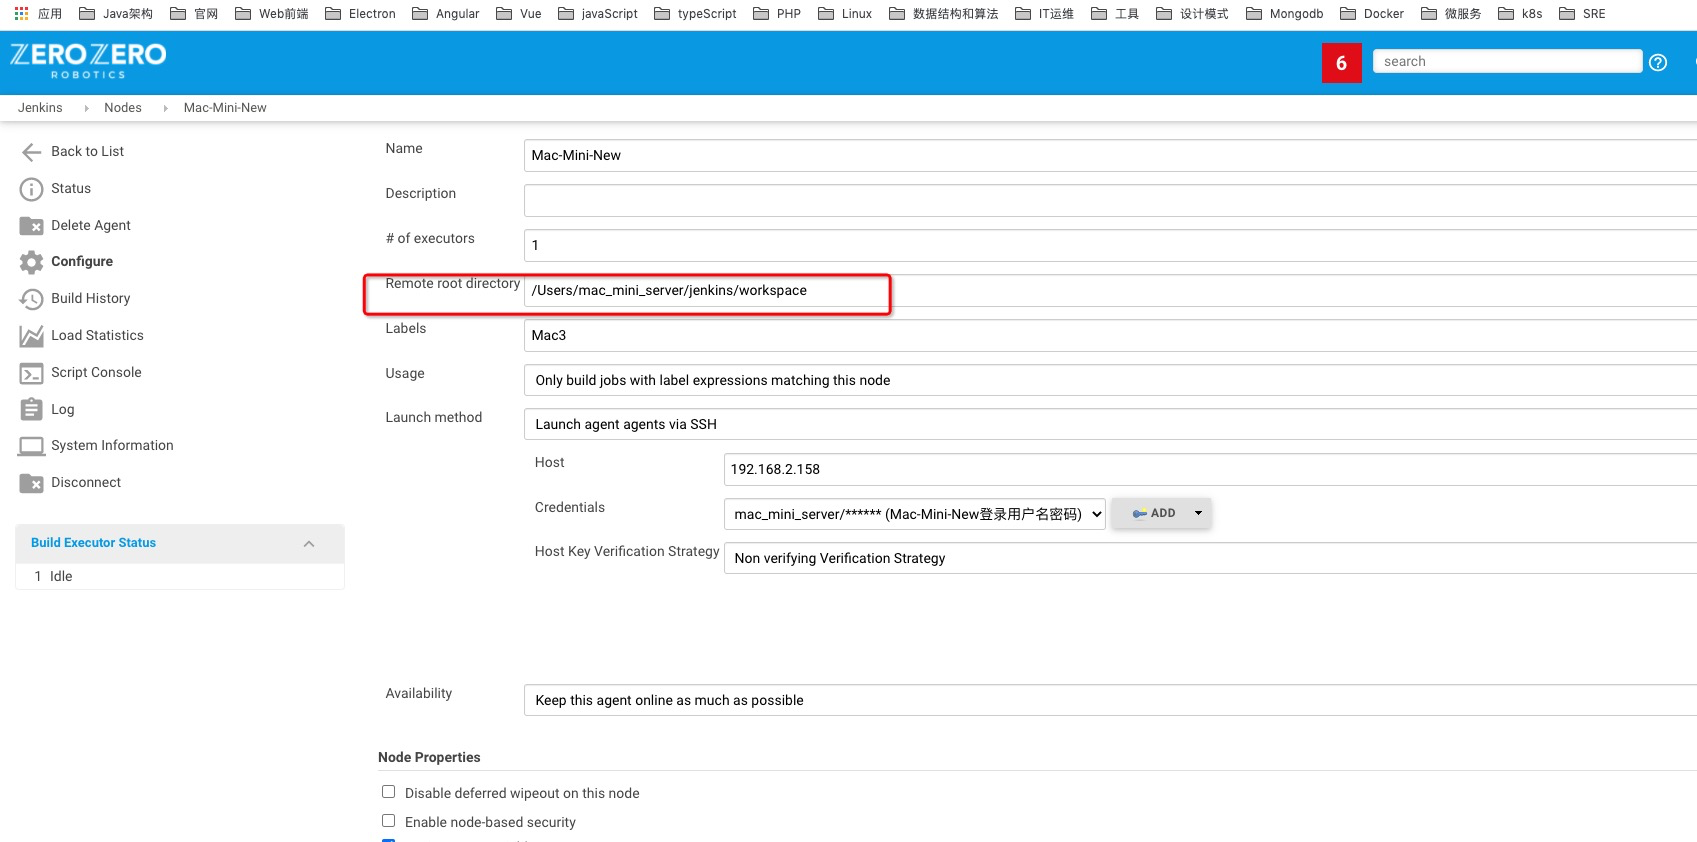 应用 Java架构 官网 Web前端 Electron Angular Vue javaScript typeScript PHP Linux 数据结构和算法 IT运维 工具 设计模式 Mongodb Docker 微服务 k8s SRE
ZEROZERO
ROBOTICS
6
search
Jenkins Nodes Mac-Mini-New
Back to List
Status
Delete Agent
Configure
Build History
Load Statistics
Script Console
Log
System Information
Disconnect
Build Executor Status
1 Idle
Name Mac-Mini-New
Description
# of executors 1
Remote root directory /Users/mac_mini_server/jenkins/workspace
Labels Mac3
Usage Only build jobs with label expressions matching this node
Launch method Launch agent agents via SSH
Host 192.168.2.158
Credentials mac_mini_server/****** (Mac-Mini-New登录用户名密码) ADD
Host Key Verification Strategy Non verifying Verification Strategy
Availability Keep this agent online as much as possible
Node Properties
Disable deferred wipeout on this node
Enable node-based security